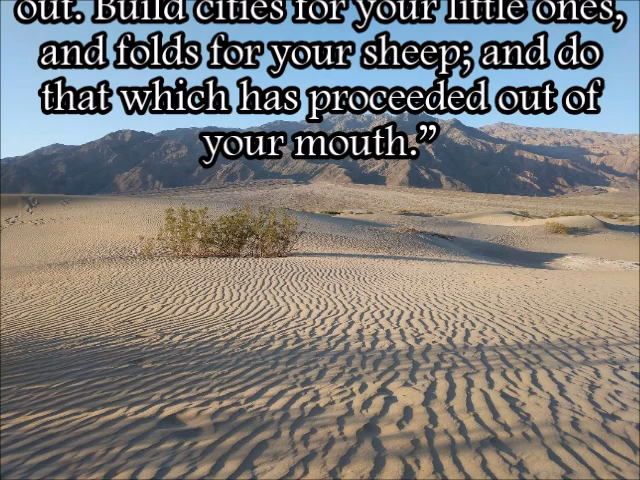 out. Build cities for your little ones,
and folds for your sheep; and do
that which has proceeded out of
your mouth.”